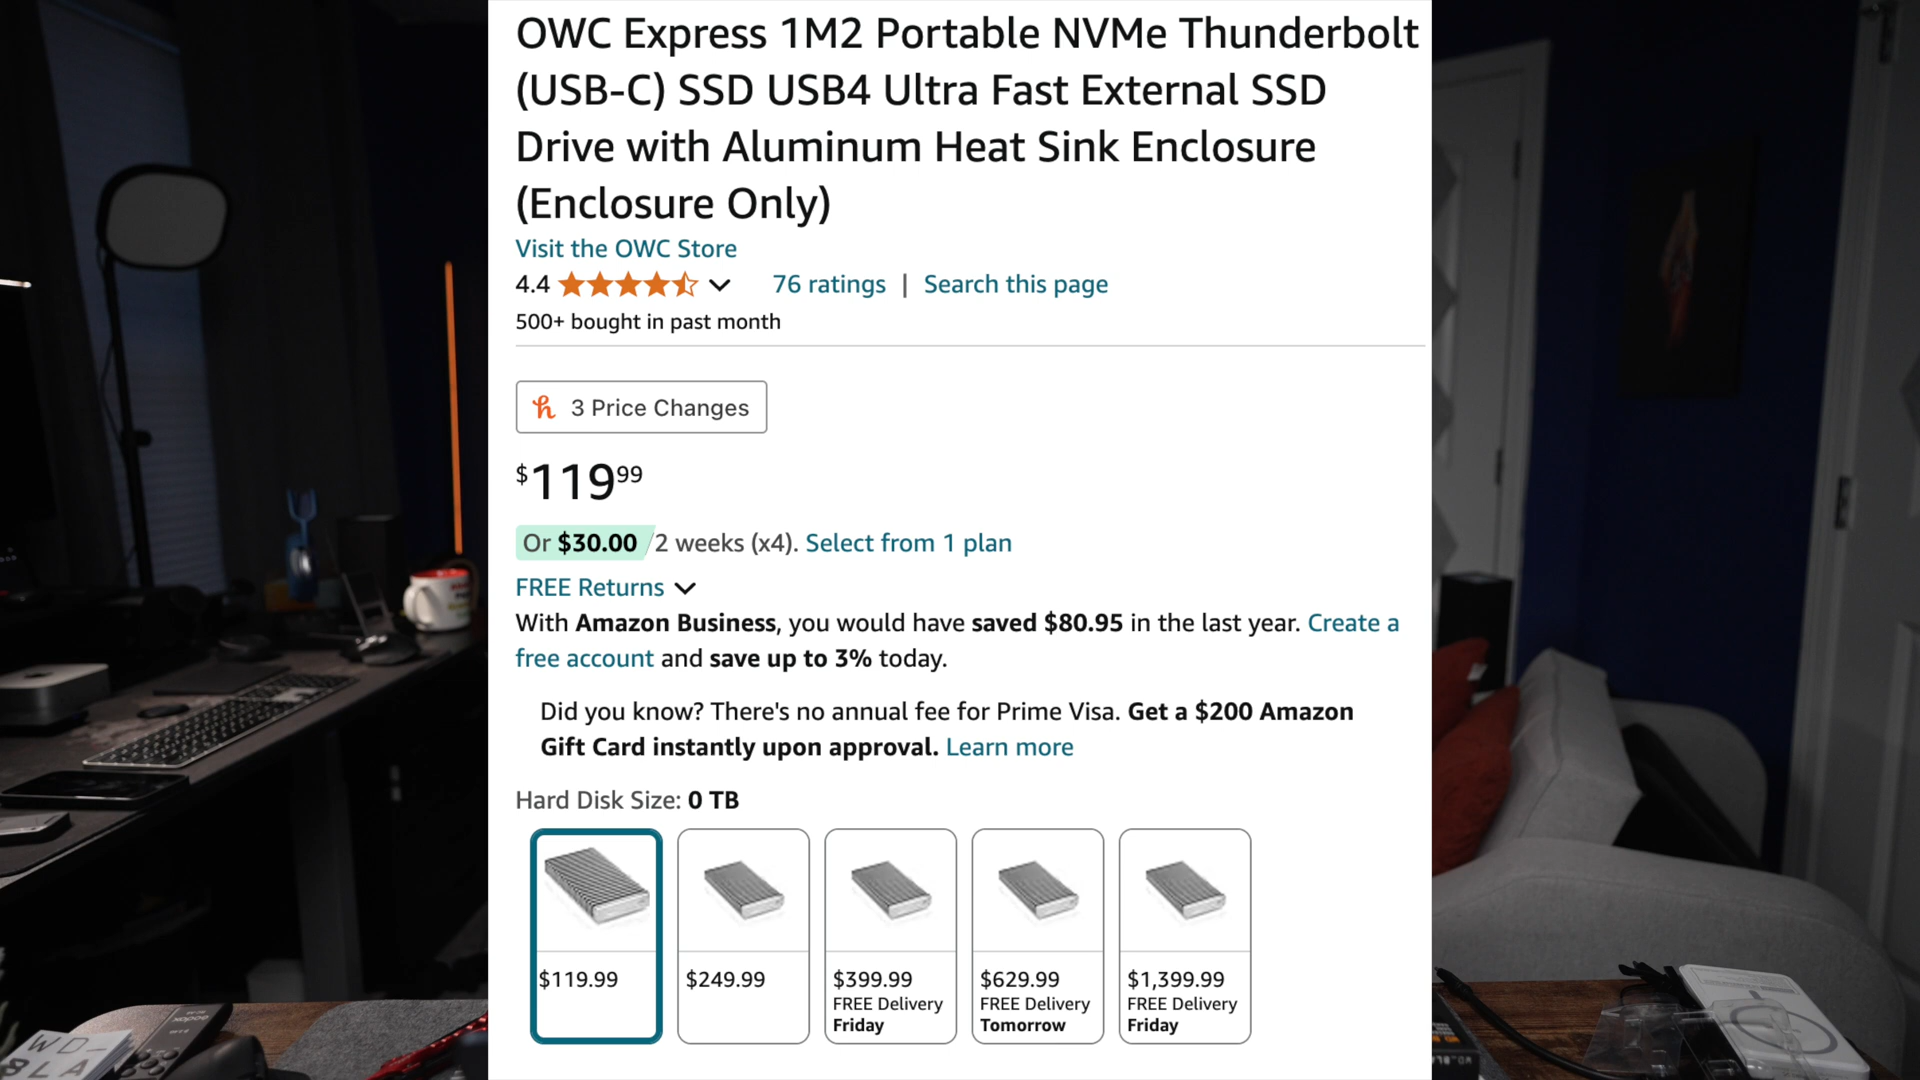 OWC Express 1M2 Portable NVMe Thunderbolt
(USB-C) SSD USB4 Ultra Fast External SSD
Drive with Aluminum Heat Sink Enclosure
(Enclosure Only)
Visit the OWC Store
4.4
76 ratings | Search this page
500+ bought in past month
3 Price Changes
$119.99
Or $30.00 /2 weeks (x4). Select from 1 plan
FREE Returns
With Amazon Business, you would have saved $80.95 in the last year. Create a
free account and save up to 3% today.
Did you know? There's no annual fee for Prime Visa. Get a $200 Amazon
Gift Card instantly upon approval. Learn more
Hard Disk Size: 0 TB
$119.99
$249.99
$399.99
FREE Delivery
Friday
$629.99
FREE Delivery
Tomorrow
$1,399.99
FREE Delivery
Friday
WD-
BLA